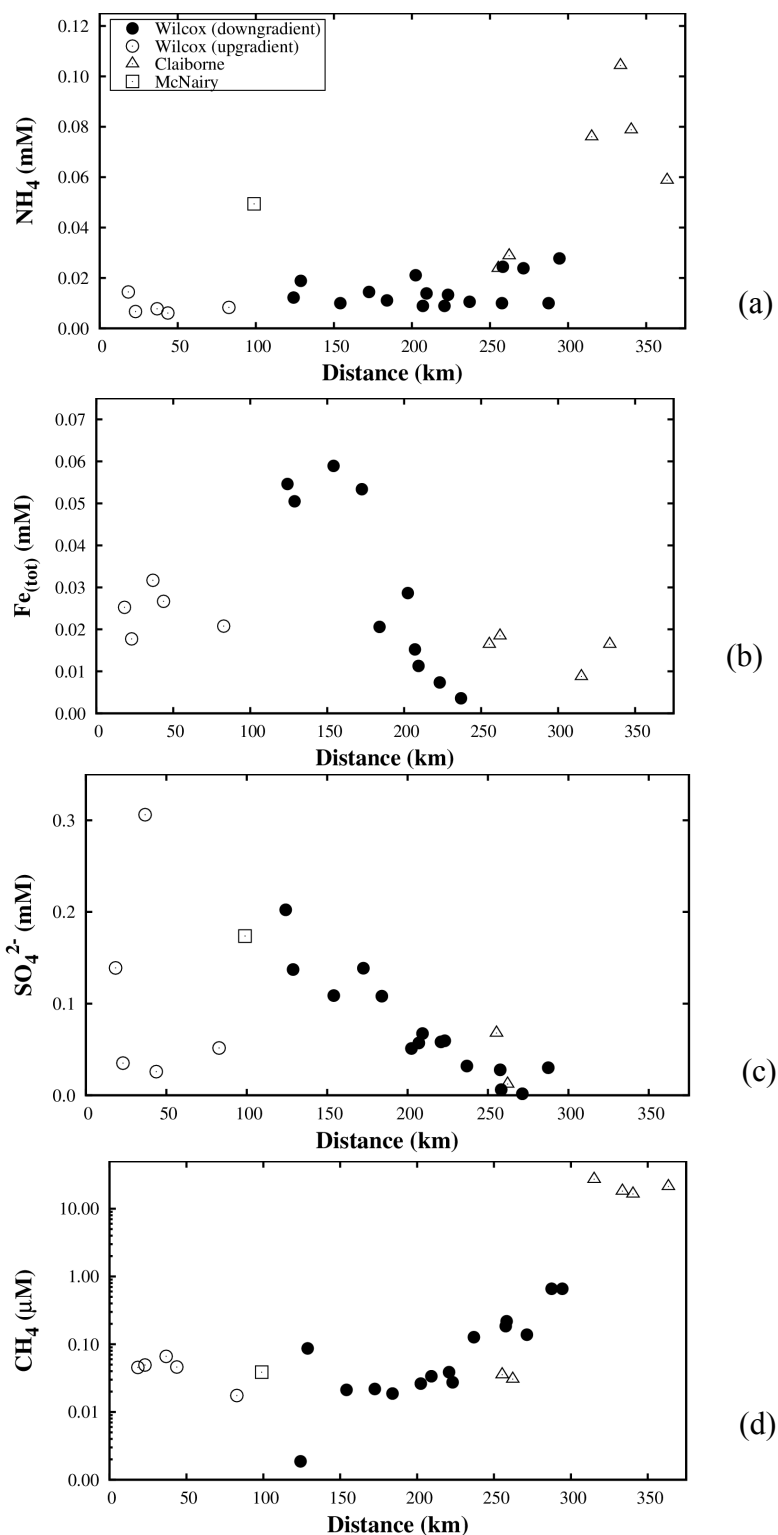 0.12
0.10
0.08
0.06
0.04
0.02
0.00
NH4 (mM)
Wilcox (downgradient)
Wilcox (upgradient)
Claiborne
McNairy
0 50 100 150 200 250 300 350
Distance (km)
(a)
0.07
0.06
0.05
0.04
0.03
0.02
0.01
0.00
Fe(tot) (mM)
0 50 100 150 200 250 300 350
Distance (km)
(b)
0.3
0.2
0.1
0.0
SO4 2- (mM)
0 50 100 150 200 250 300 350
Distance (km)
(c)
10.00
1.00
0.10
0.01
0.00
CH4 (μM)
0 50 100 150 200 250 300 350
Distance (km)
(d)